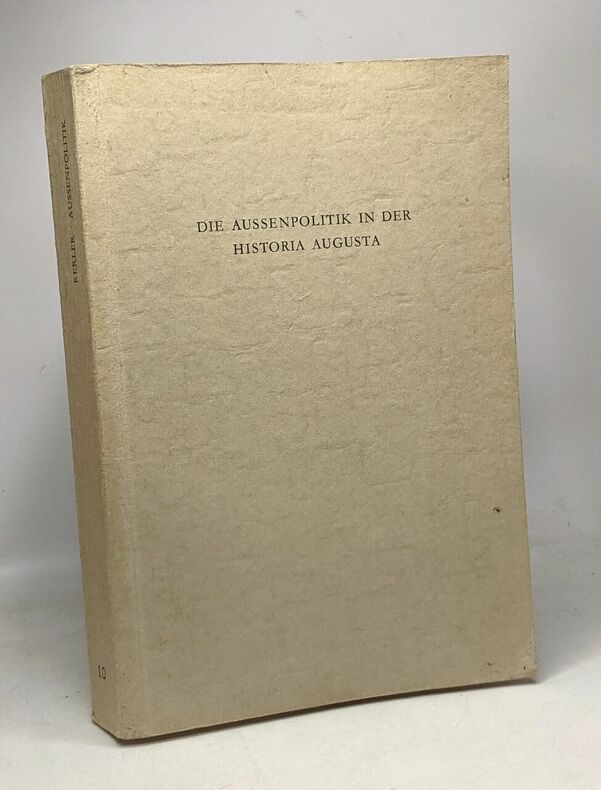 DIE AUSSENPOLITIK IN DER
HISTORIA AUGUSTA
KERLER · AUSSENPOLITIK
10